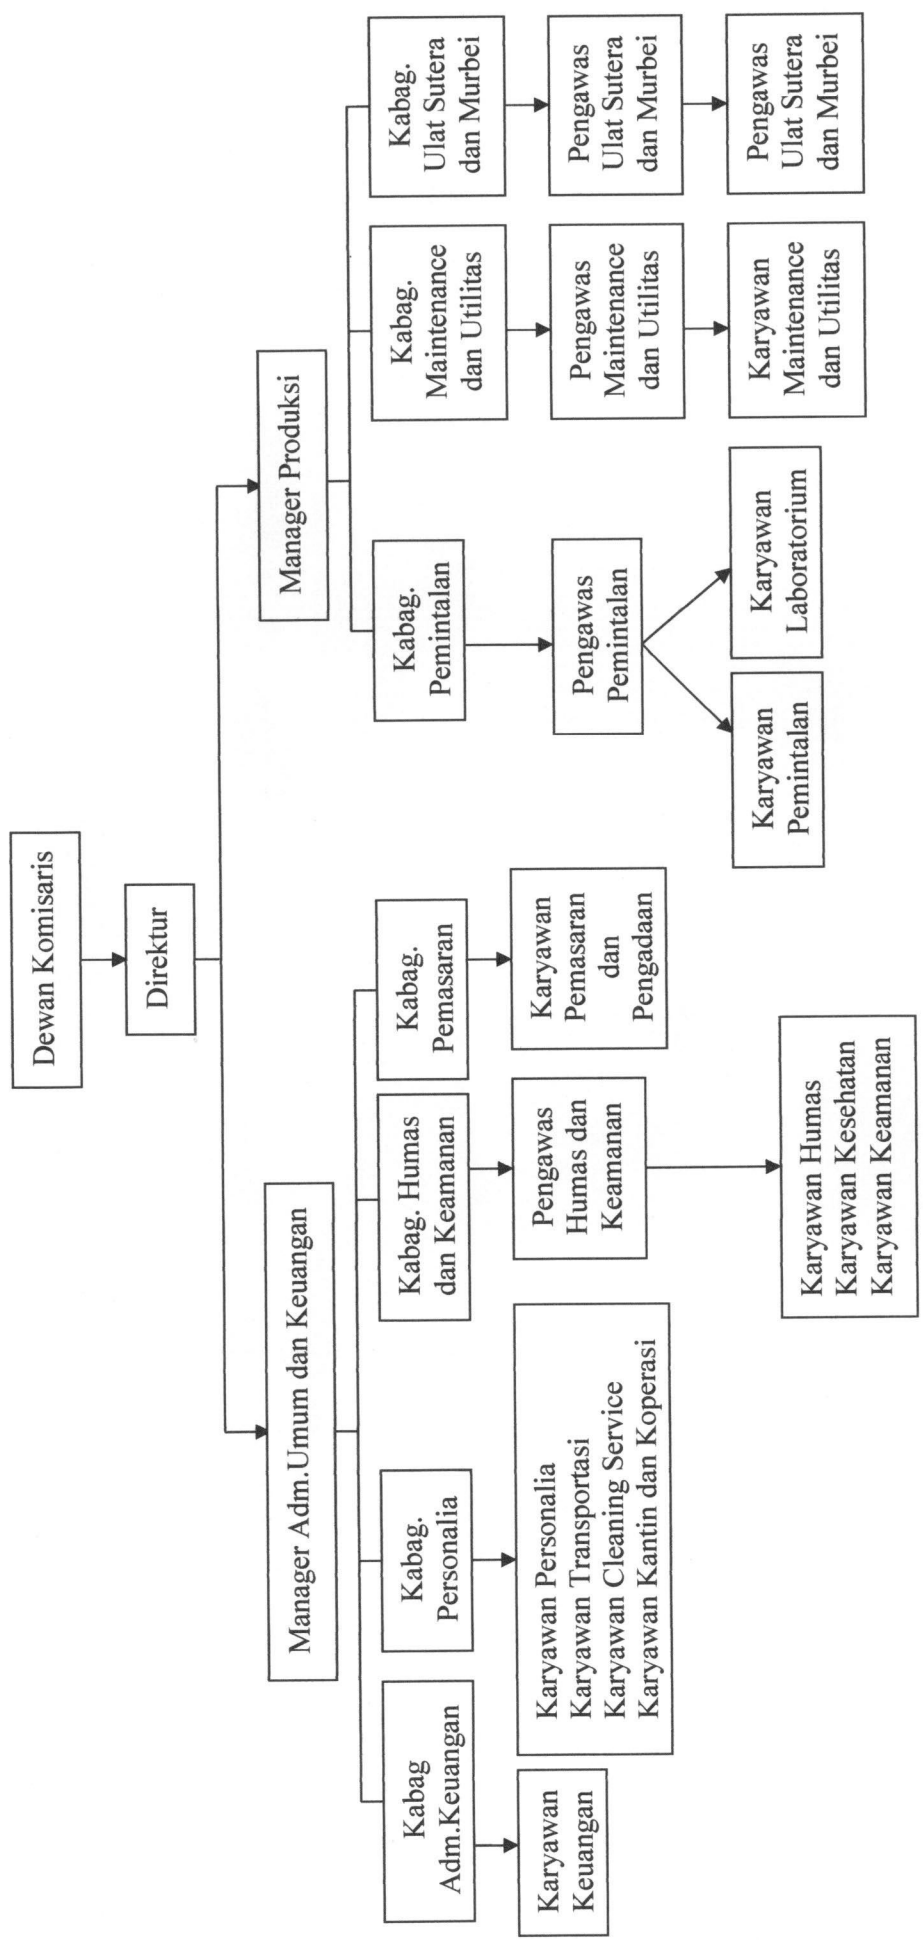 Dewan Komisaris
Direktur
Manager Adm.Umum dan Keuangan
Manager Produksi
Kabag
Adm.Keuangan
Kabag.
Personalia
Kabag. Humas
dan Keamanan
Kabag.
Pemasaran
Kabag.
Pemintalan
Kabag.
Maintenance
dan Utilitas
Kabag.
Ulat Sutera
dan Murbei
Karyawan
Keuangan
Karyawan Personalia
Karyawan Transportasi
Karyawan Cleaning Service
Karyawan Kantin dan Koperasi
Pengawas
Humas dan
Keamanan
Karyawan
Pemasaran
dan
Pengadaan
Pengawas
Pemintalan
Pengawas
Maintenance
dan Utilitas
Pengawas
Ulat Sutera
dan Murbei
Karyawan Humas
Karyawan Kesehatan
Karyawan Keamanan
Karyawan
Pemintalan
Karyawan
Laboratorium
Karyawan
Maintenance
dan Utilitas
Pengawas
Ulat Sutera
dan Murbei